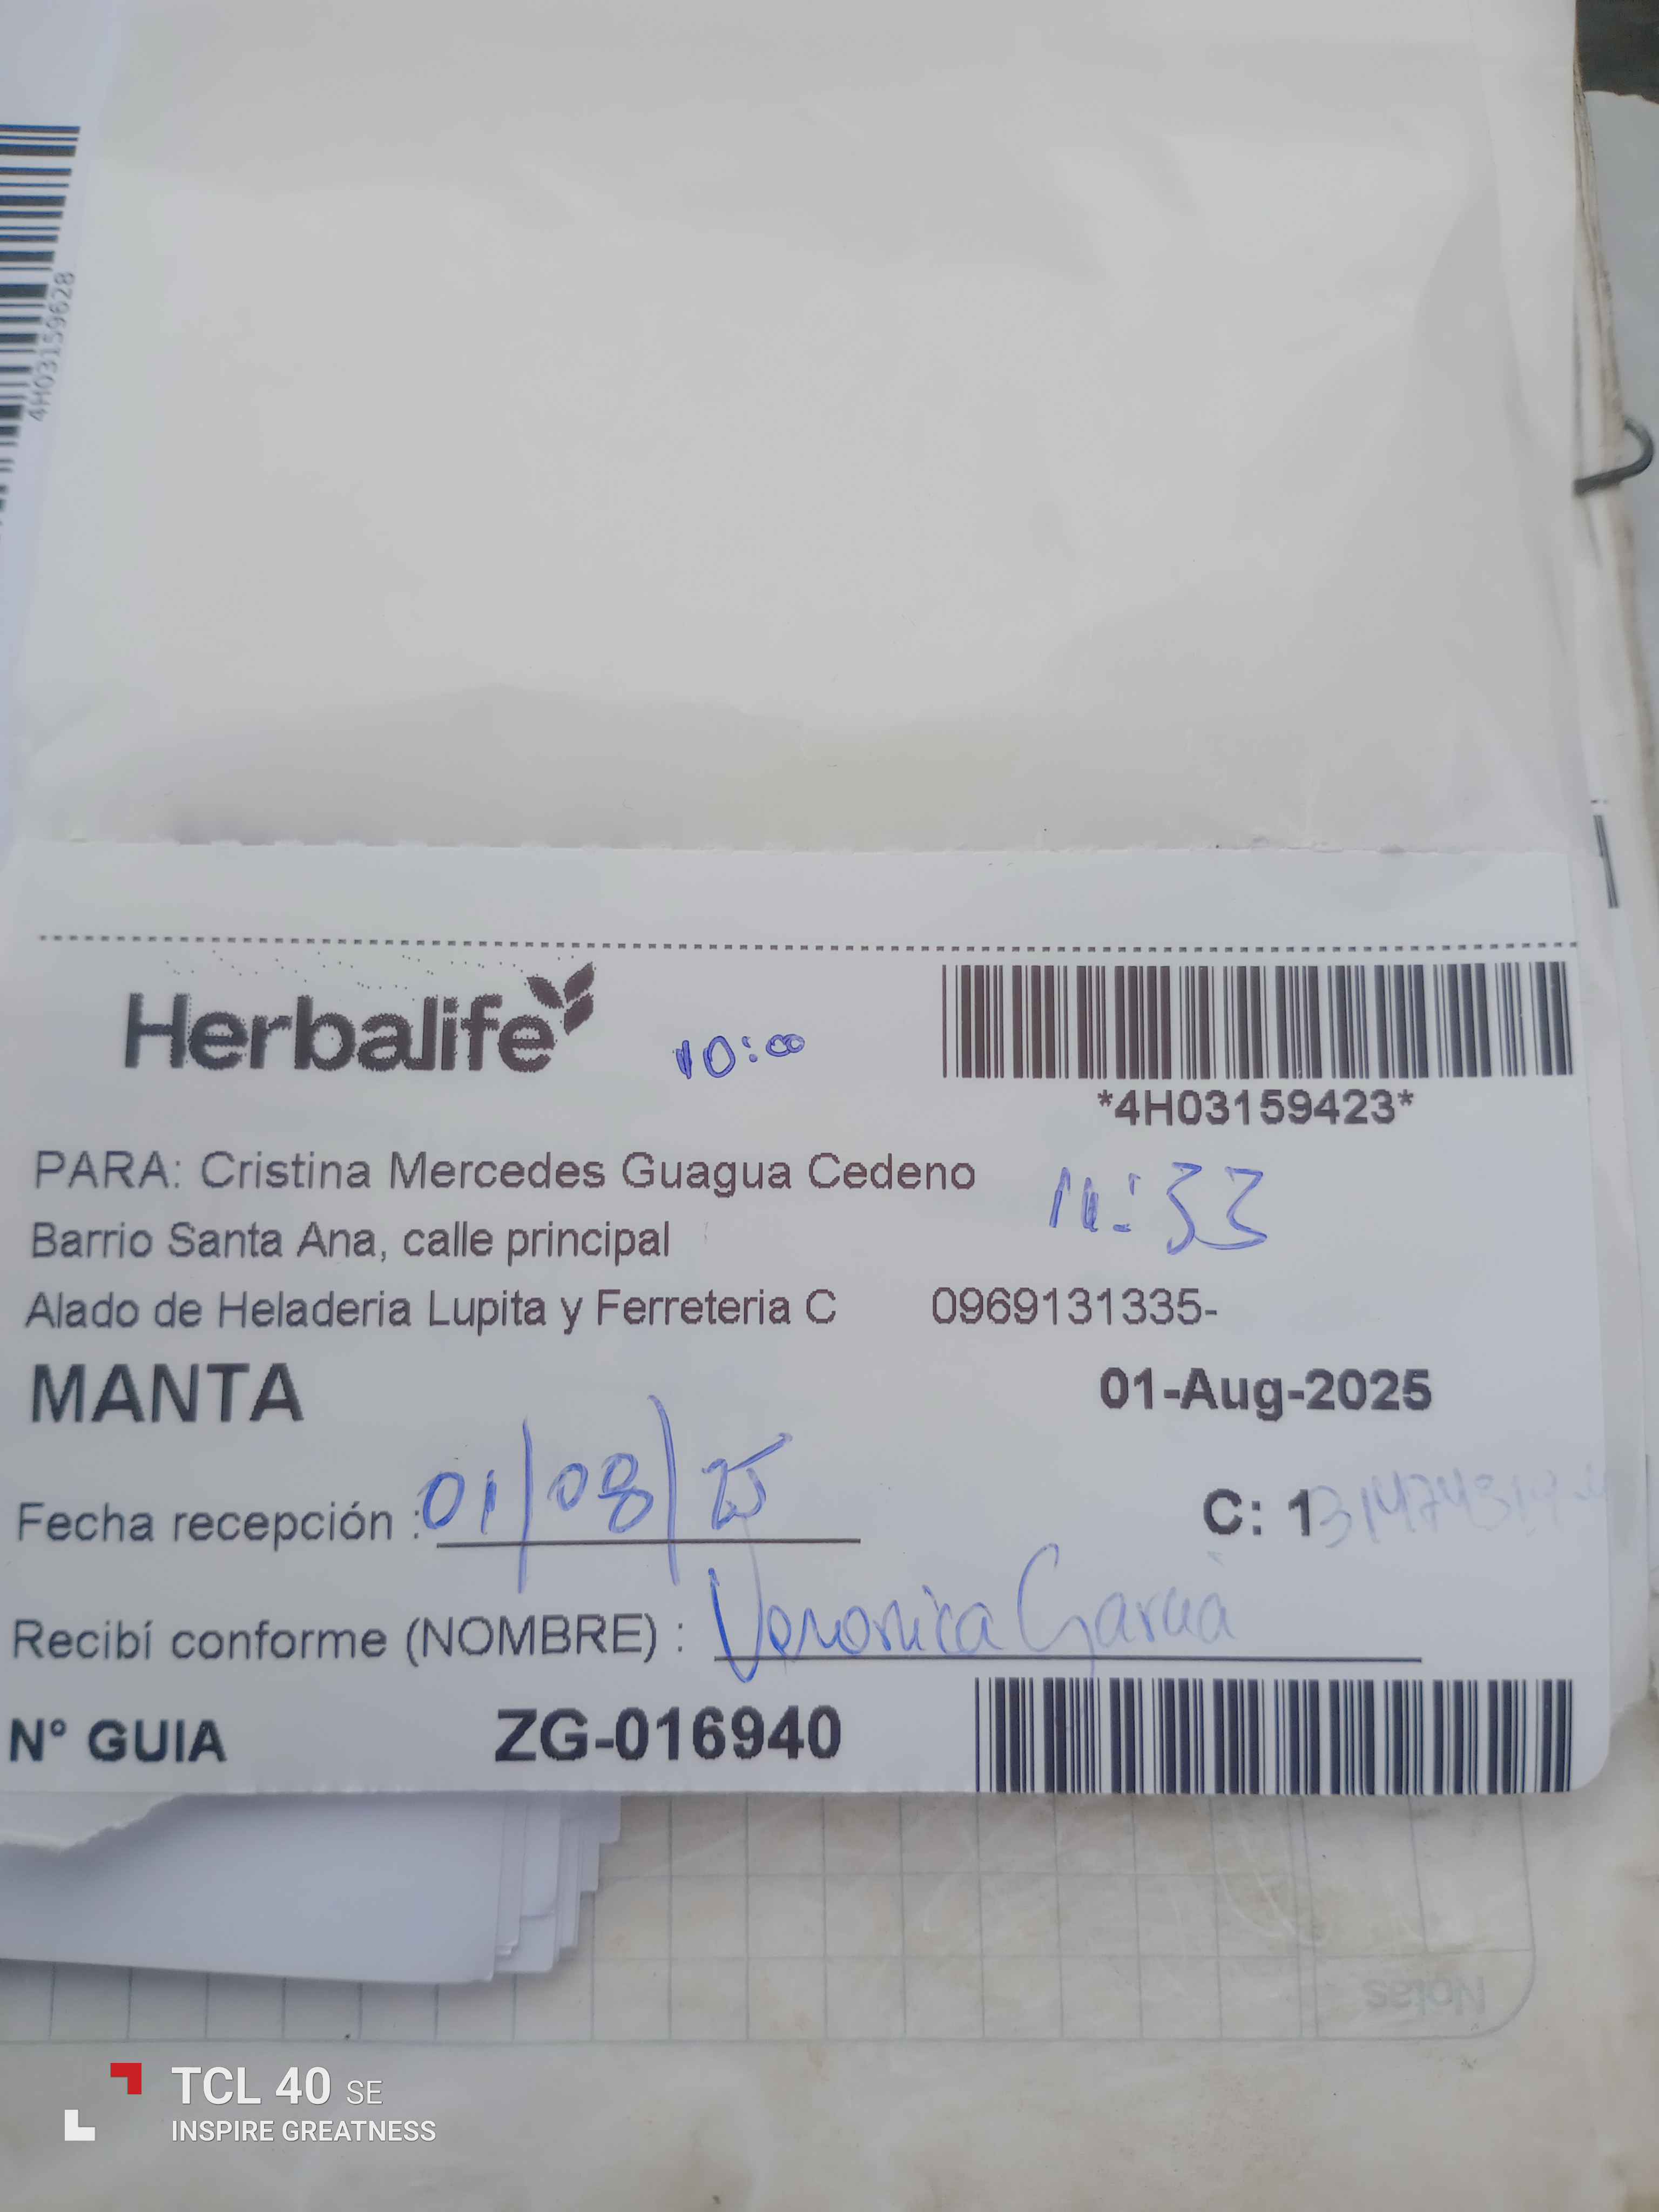 4H03159628
Herbalife
10:00
*4H03159423*
PARA: Cristina Mercedes Guagua Cedeno
11:33
Barrio Santa Ana, calle principal
Alado de Heladeria Lupita y Ferreteria C 0969131335-
MANTA 01-Aug-2025
Fecha recepción : 01/08/25 C: 1
Recibí conforme (NOMBRE) : Veronica Garcia
N° GUIA ZG-016940
Notas
TCL 40 SE
INSPIRE GREATNESS